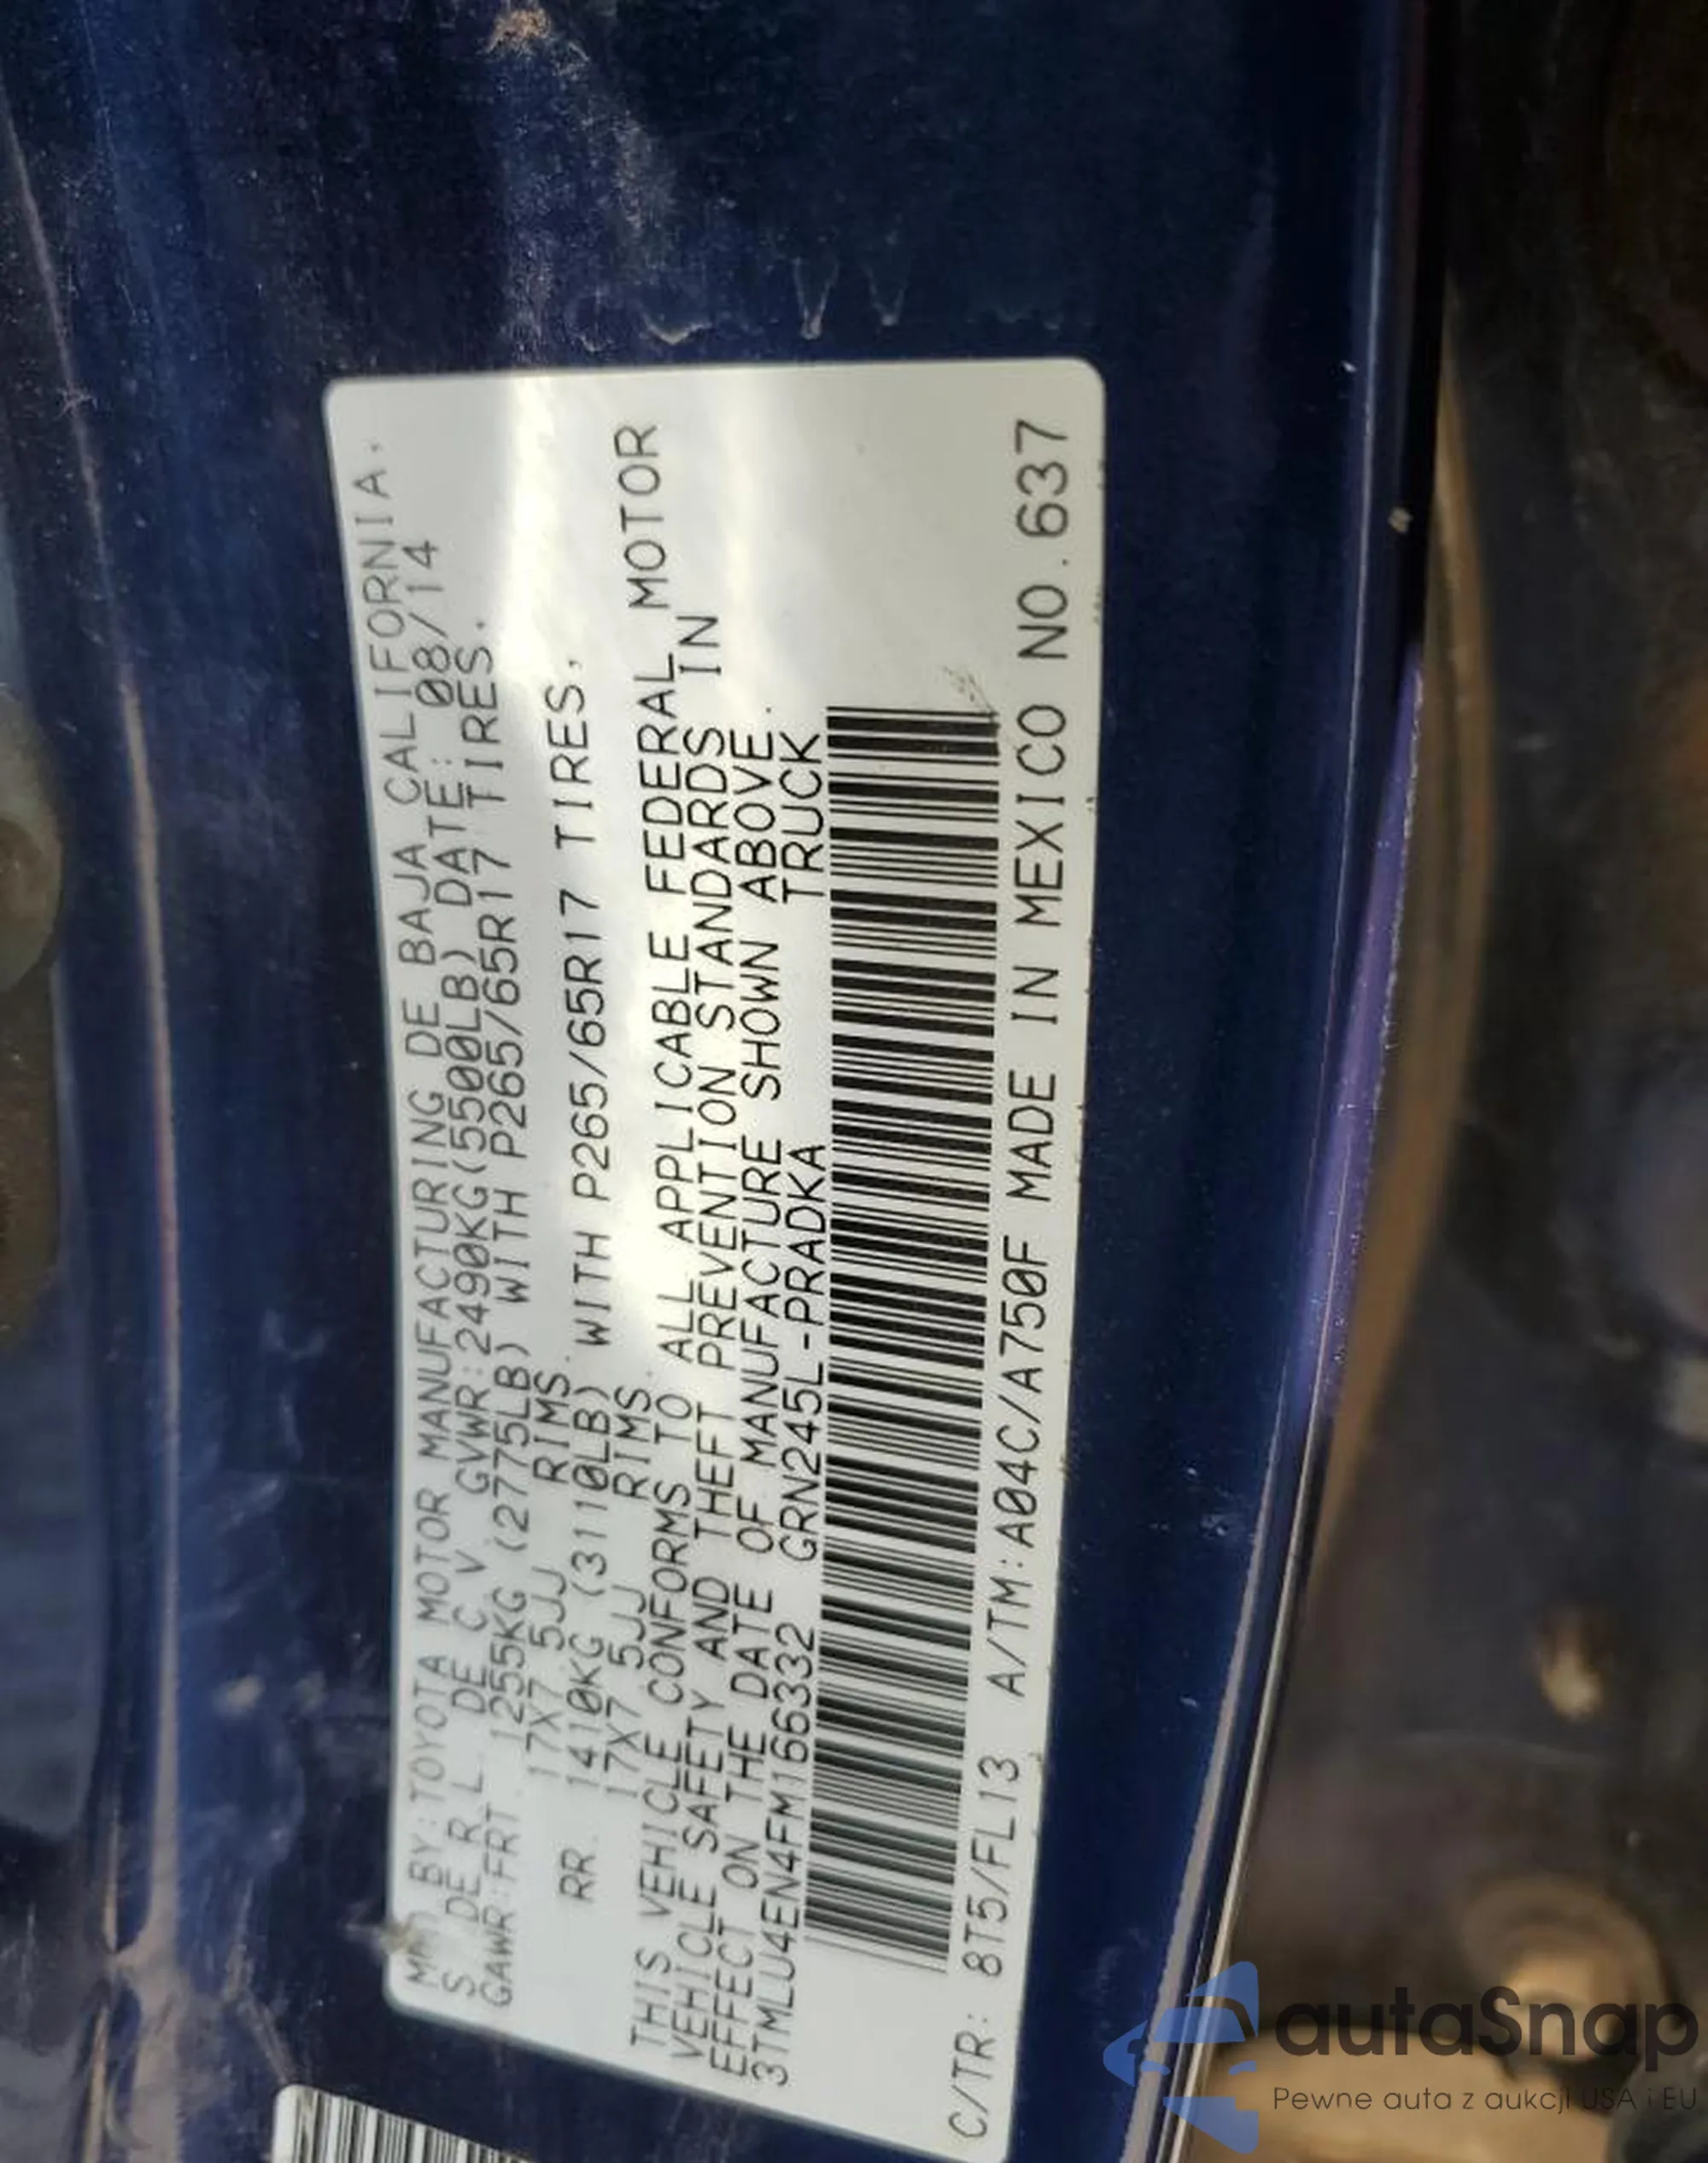 MFD BY:TOYOTA MOTOR MANUFACTURING DE BAJA CALIFORNIA,
S. DE R.L. DE C.V. GVWR:2490KG(5500LB) DATE: 08/14
GAWR:FRT. 1255KG (2775LB) WITH P265/65R17 TIRES.
17X7.5JJ RIMS.
RR. 1410KG (3110LB) WITH P265/65R17 TIRES,
17X7.5JJ RIMS.
THIS VEHICLE CONFORMS TO ALL APPLICABLE FEDERAL MOTOR
VEHICLE SAFETY AND THEFT PREVENTION STANDARDS IN
EFFECT ON THE DATE OF MANUFACTURE SHOWN ABOVE.
3TMLU4EN4FM166332 GRN245L-PRADKA TRUCK
C/TR: 8T5/FL13 A/TM:A04C/A750F MADE IN MEXICO NO.637
autaSnap
Pewne auta z aukcji USA i EU